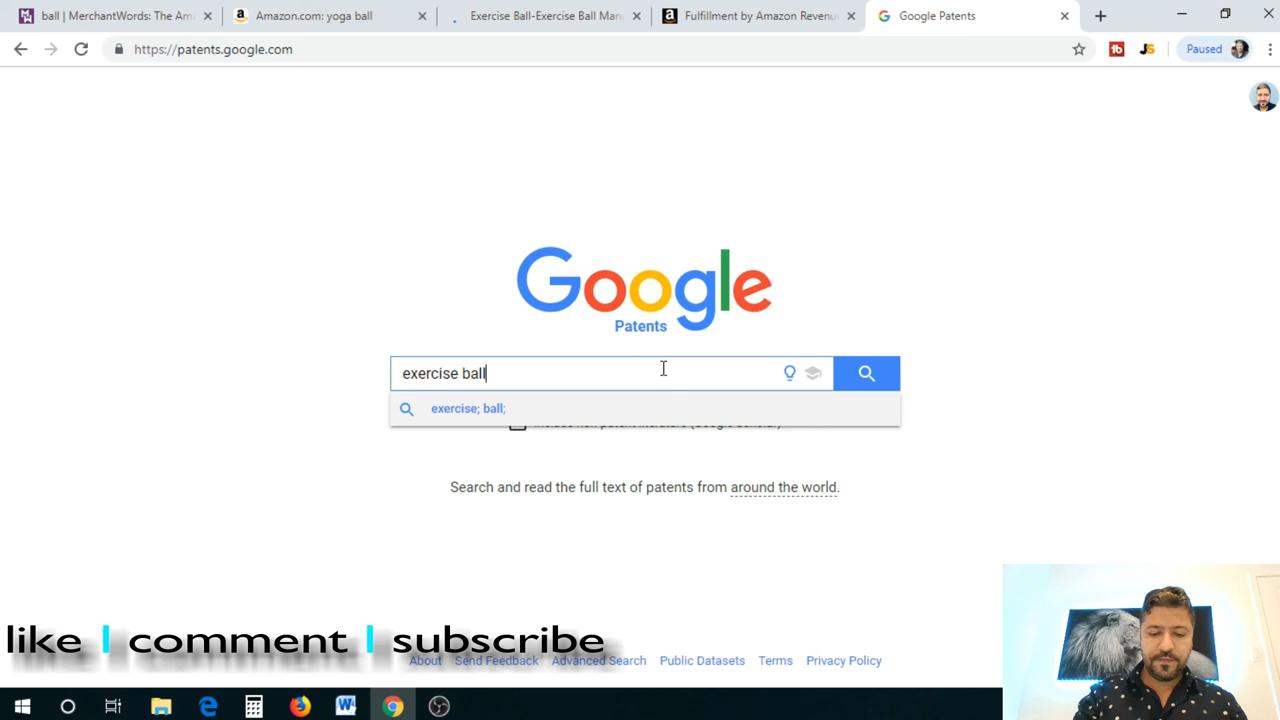 ball | MerchantWords: The Ama
Amazon.com: yoga ball
Exercise Ball-Exercise Ball Man
Fulfillment by Amazon Revenu
Google Patents
https://patents.google.com
Paused
Google
Patents
exercise ball
exercise; ball;
Search and read the full text of patents from around the world.
like | comment | subscribe
About Send Feedback Advanced Search Public Datasets Terms Privacy Policy